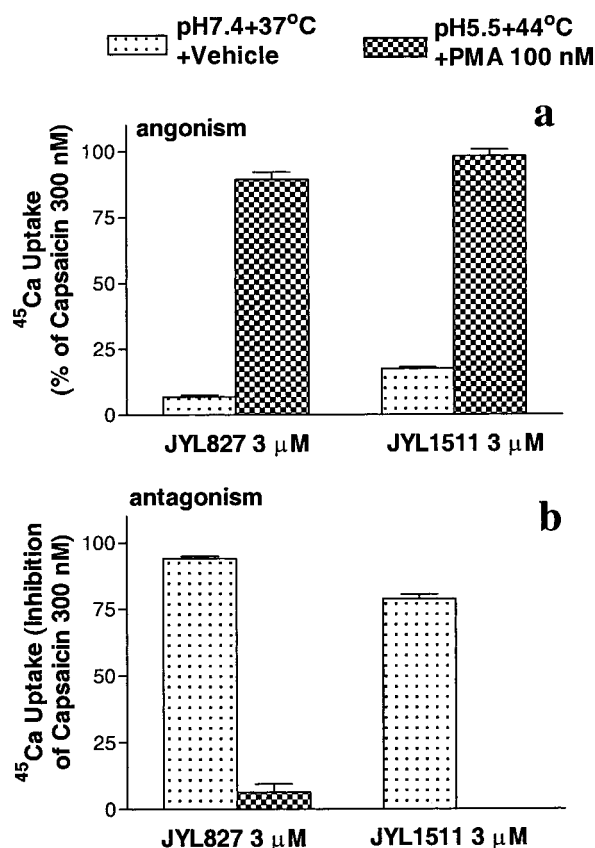 pH7.4+37°C
+Vehicle
pH5.5+44°C
+PMA 100 nM
a
angonism
45Ca Uptake
(% of Capsaicin 300 nM)
100
75
50
25
0
JYL827 3 μM
JYL1511 3 μM
b
antagonism
45Ca Uptake (Inhibition
of Capsaicin 300 nM)
100
75
50
25
0
JYL827 3 μM
JYL1511 3 μM